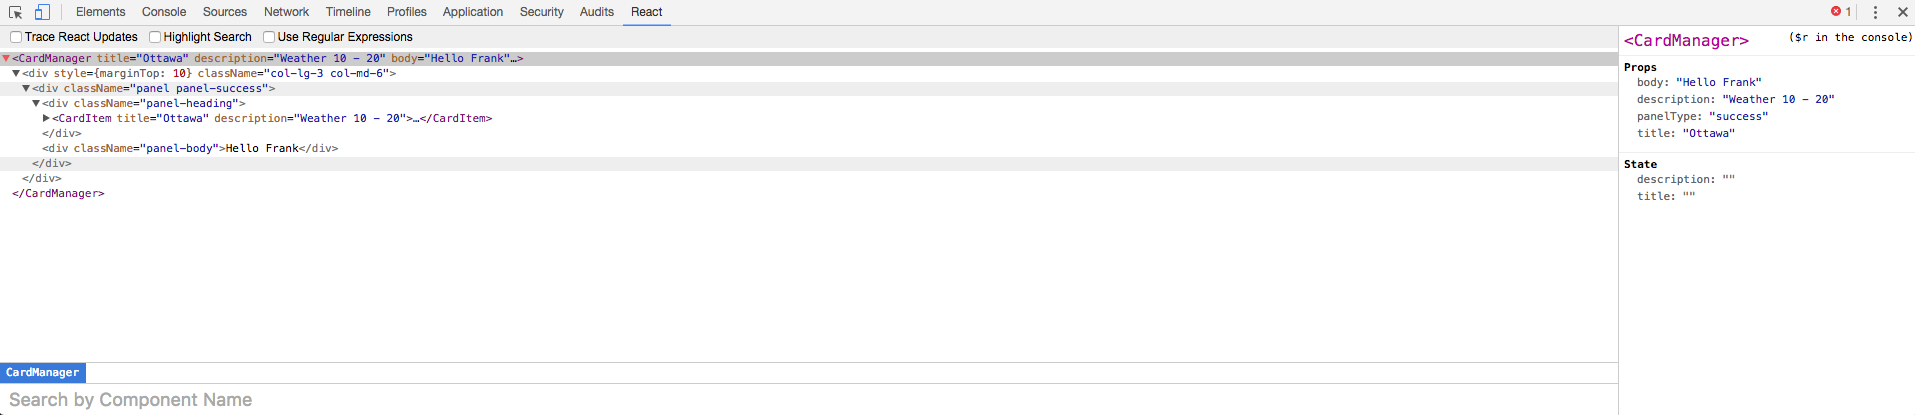 Elements Console Sources Network Timeline Profiles Application Security Audits React 1
Trace React Updates Highlight Search Use Regular Expressions
<CardManager title="Ottawa" description="Weather 10 - 20" body="Hello Frank"…>
<div style={marginTop: 10} className="col-lg-3 col-md-6">
<div className="panel panel-success">
<div className="panel-heading">
<CardItem title="Ottawa" description="Weather 10 - 20">…</CardItem>
</div>
<div className="panel-body">Hello Frank</div>
</div>
</div>
</CardManager>
CardManager
Search by Component Name
<CardManager> ($r in the console)
Props
body: "Hello Frank"
description: "Weather 10 - 20"
panelType: "success"
title: "Ottawa"
State
description: ""
title: ""